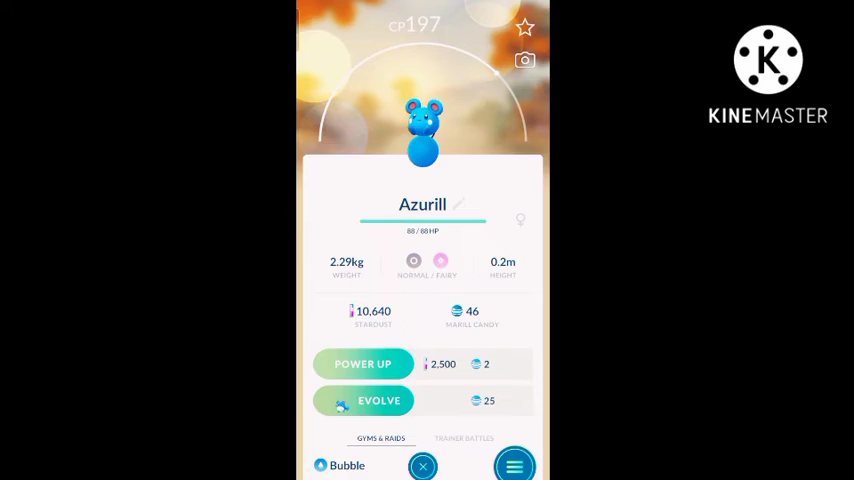 CP197
K
KINEMASTER
Azurill
88 / 88 HP
2.29kg
WEIGHT
NORMAL / FAIRY
0.2m
HEIGHT
10,640
STARDUST
46
MARILL CANDY
POWER UP
2,500
2
EVOLVE
25
GYMS & RAIDS
TRAINER BATTLES
Bubble